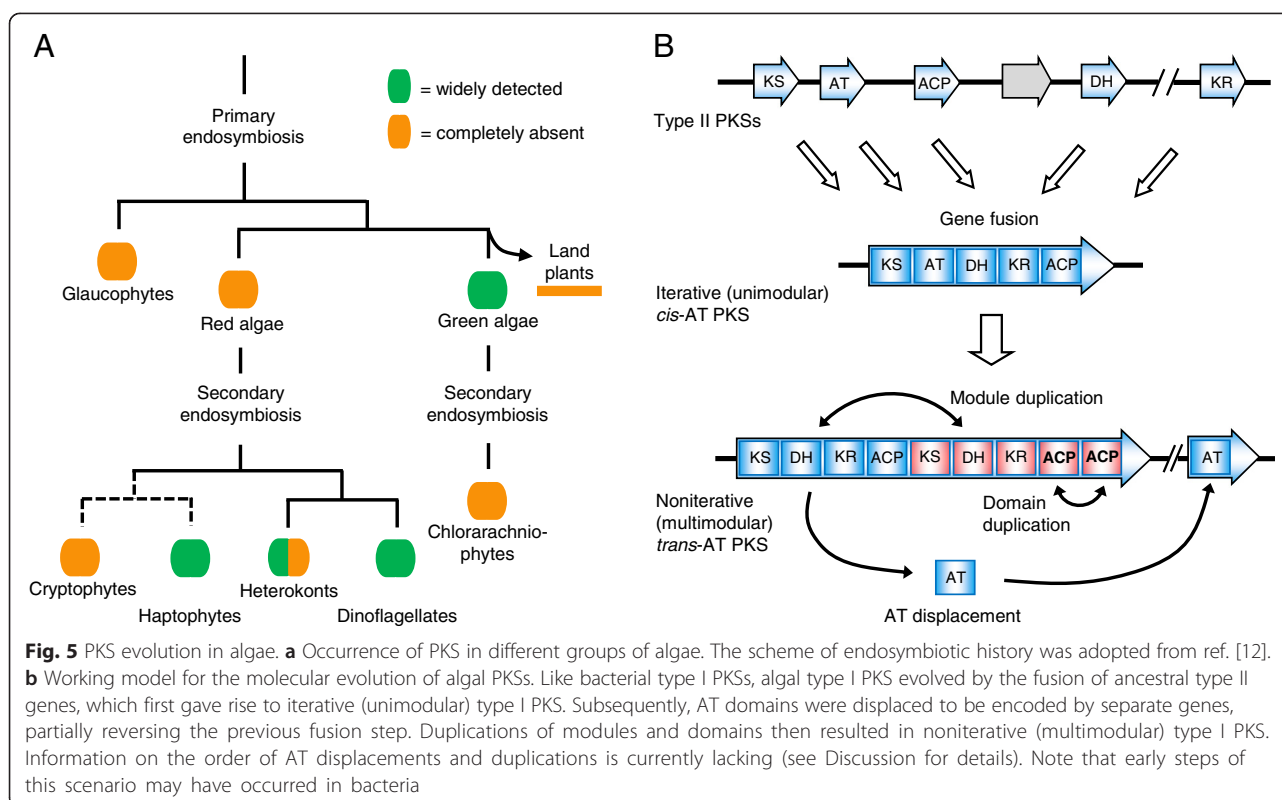 A
= widely detected
= completely absent
Primary
endosymbiosis
Land
plants
Glaucophytes
Red algae
Green algae
Secondary
endosymbiosis
Secondary
endosymbiosis
Chlorarachnio-
phytes
Cryptophytes
Haptophytes
Heterokonts
Dinoflagellates
B
KS AT ACP DH KR
Type II PKSs
Gene fusion
KS AT DH KR ACP
Iterative (unimodular)
cis-AT PKS
Module duplication
KS DH KR ACP KS DH KR ACP ACP AT
Noniterative
(multimodular)
trans-AT PKS
Domain
duplication
AT
AT displacement
Fig. 5 PKS evolution in algae. a Occurrence of PKS in different groups of algae. The scheme of endosymbiotic history was adopted from ref. [12].
b Working model for the molecular evolution of algal PKSs. Like bacterial type I PKSs, algal type I PKS evolved by the fusion of ancestral type II
genes, which first gave rise to iterative (unimodular) type I PKS. Subsequently, AT domains were displaced to be encoded by separate genes,
partially reversing the previous fusion step. Duplications of modules and domains then resulted in noniterative (multimodular) type I PKS.
Information on the order of AT displacements and duplications is currently lacking (see Discussion for details). Note that early steps of
this scenario may have occurred in bacteria